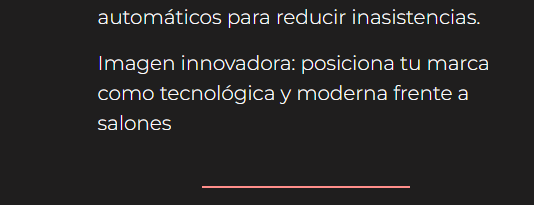 automáticos para reducir inasistencias.
Imagen innovadora: posiciona tu marca
como tecnológica y moderna frente a
salones